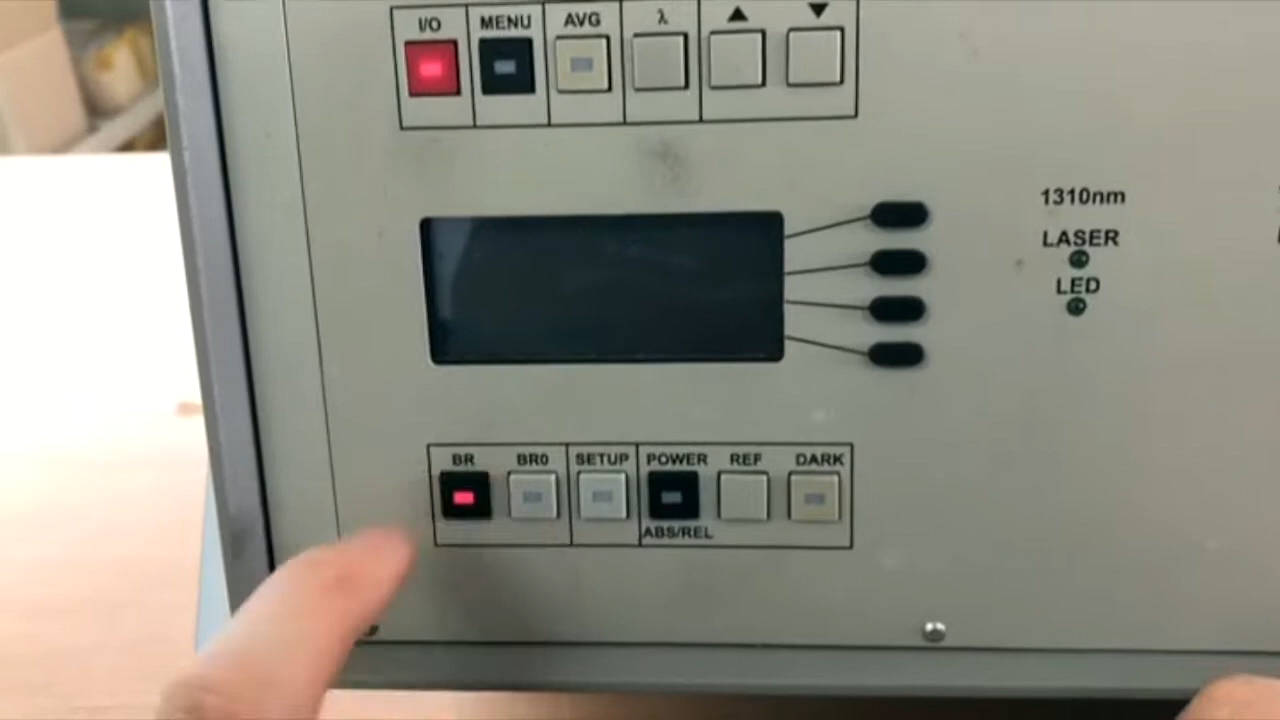 I/O MENU AVG λ ▲ ▼
1310nm
LASER
LED
BR BR0 SETUP POWER REF DARK
ABS/REL